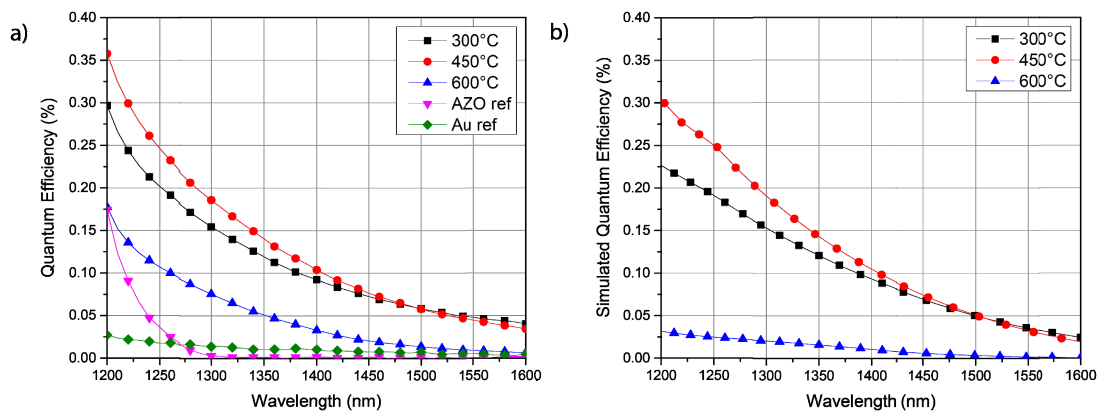 a)
Quantum Efficiency (%)
0.40
0.35
0.30
0.25
0.20
0.15
0.10
0.05
0.00
1200 1250 1300 1350 1400 1450 1500 1550 1600
Wavelength (nm)
300°C
450°C
600°C
AZO ref
Au ref
b)
Simulated Quantum Efficiency (%)
0.40
0.35
0.30
0.25
0.20
0.15
0.10
0.05
0.00
1200 1250 1300 1350 1400 1450 1500 1550 1600
Wavelength (nm)
300°C
450°C
600°C